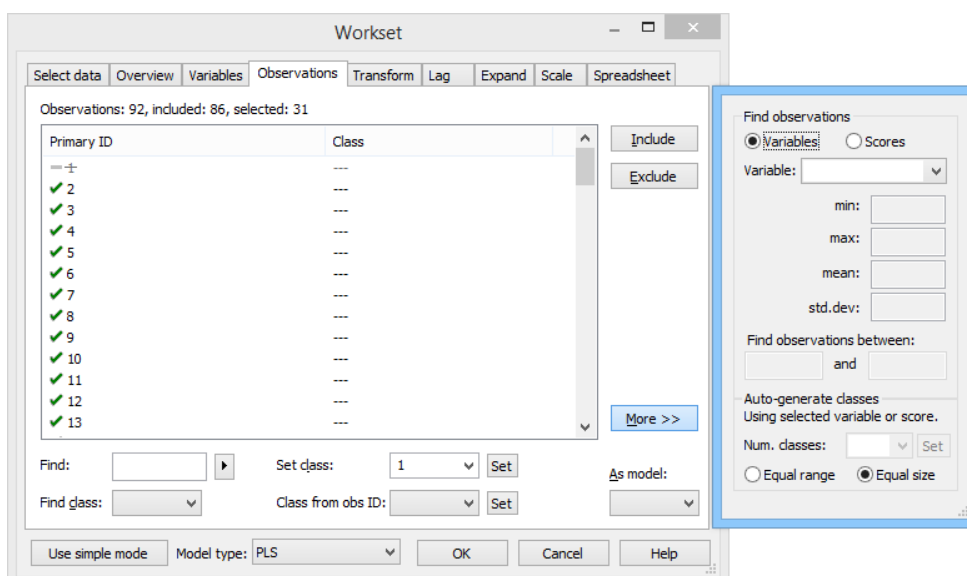 Workset
Select data Overview Variables Observations Transform Lag Expand Scale Spreadsheet
Observations: 92, included: 86, selected: 31
Primary ID Class
1 ---
2 ---
3 ---
4 ---
5 ---
6 ---
7 ---
8 ---
9 ---
10 ---
11 ---
12 ---
13 ---
Include
Exclude
More >>
Find:
Set class: 1 Set
As model:
Find class:
Class from obs ID: Set
Use simple mode Model type: PLS OK Cancel Help
Find observations
Variables Scores
Variable:
min:
max:
mean:
std.dev:
Find observations between:
and
Auto-generate classes
Using selected variable or score.
Num. classes: Set
Equal range Equal size